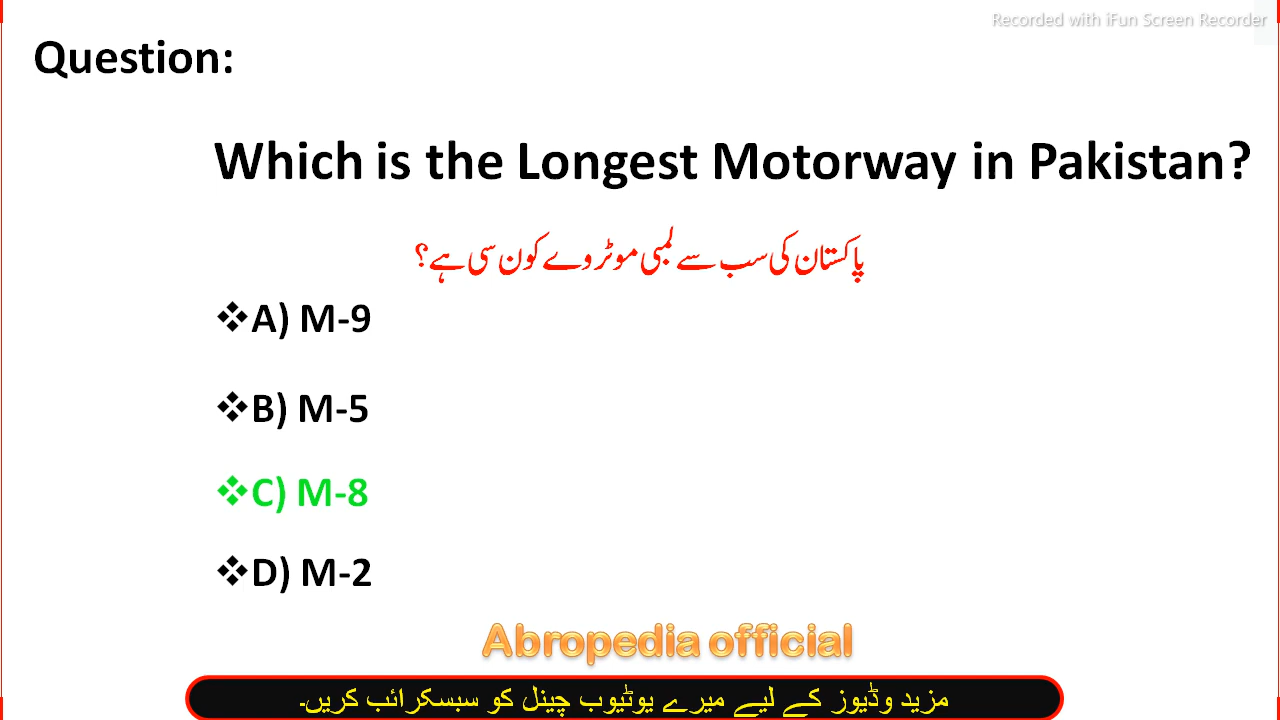 Recorded with iFun Screen Recorder
Question:
Which is the Longest Motorway in Pakistan?
پاکستان کی سب سے لمبی موٹروے کون سی ہے؟
❖A) M-9
❖B) M-5
❖C) M-8
❖D) M-2
Abropedia official
مزید وڈیوز کے لیے میرے یوٹیوب چینل کو سبسکرائب کریں۔